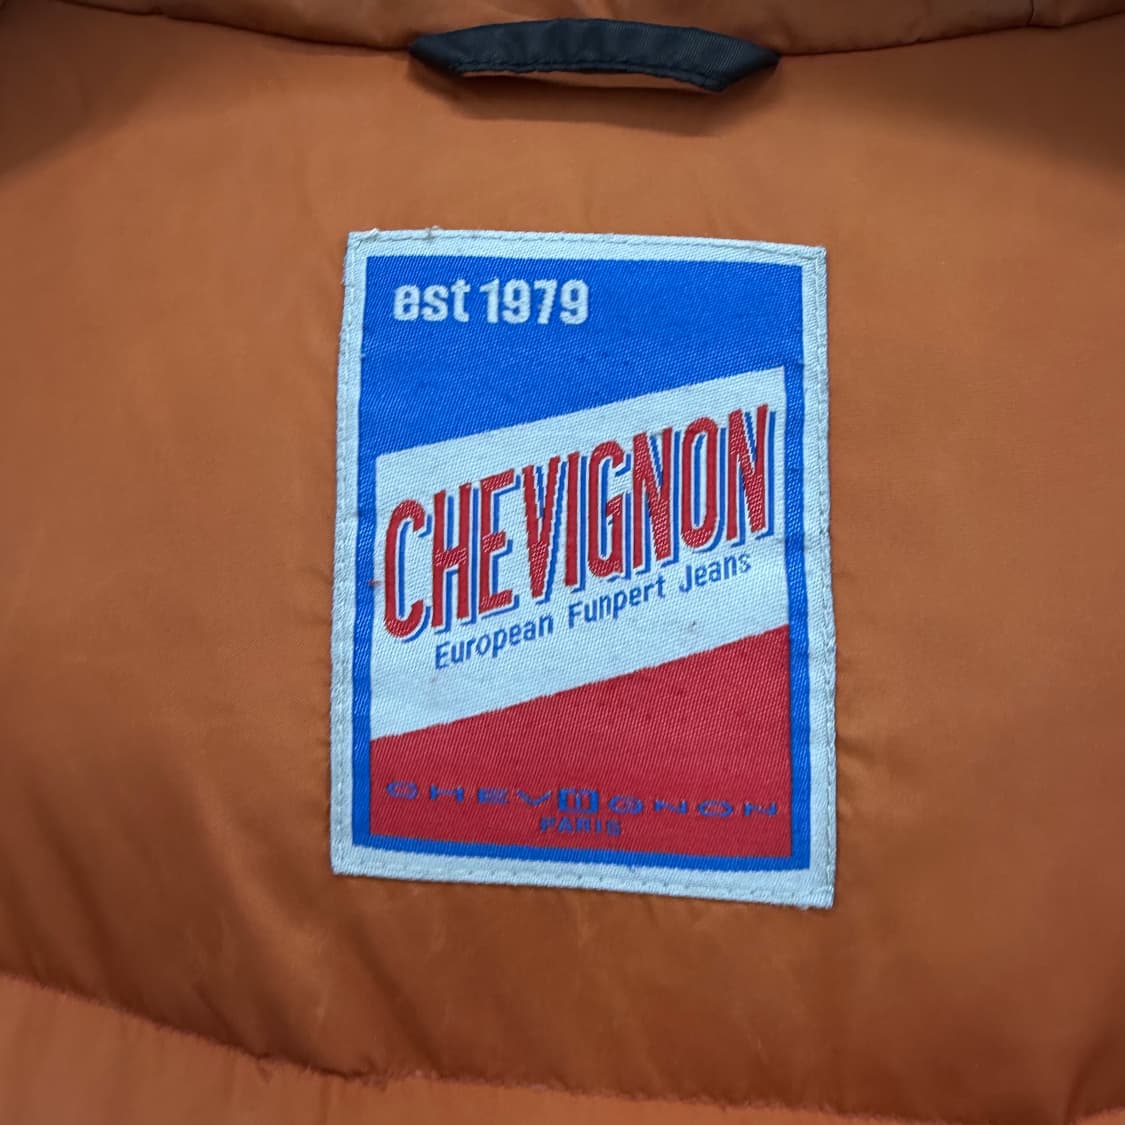 est 1979
CHEVIGNON
European Funpert Jeans
CHEVIGNON
PARIS